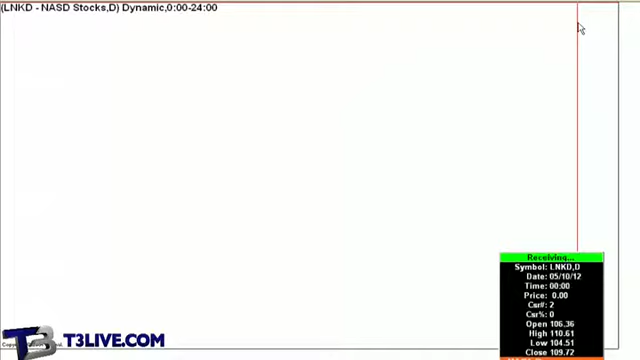 (LNKD - NASD Stocks,D) Dynamic,0:00-24:00
Receiving...
Symbol: LNKD,D
Date: 05/10/12
Time: 00:00
Price: 0.00
Csr#: 2
Csr%: 0
Open 106.36
High 110.61
Low 104.51
Close 109.72
T3 T3LIVE.COM